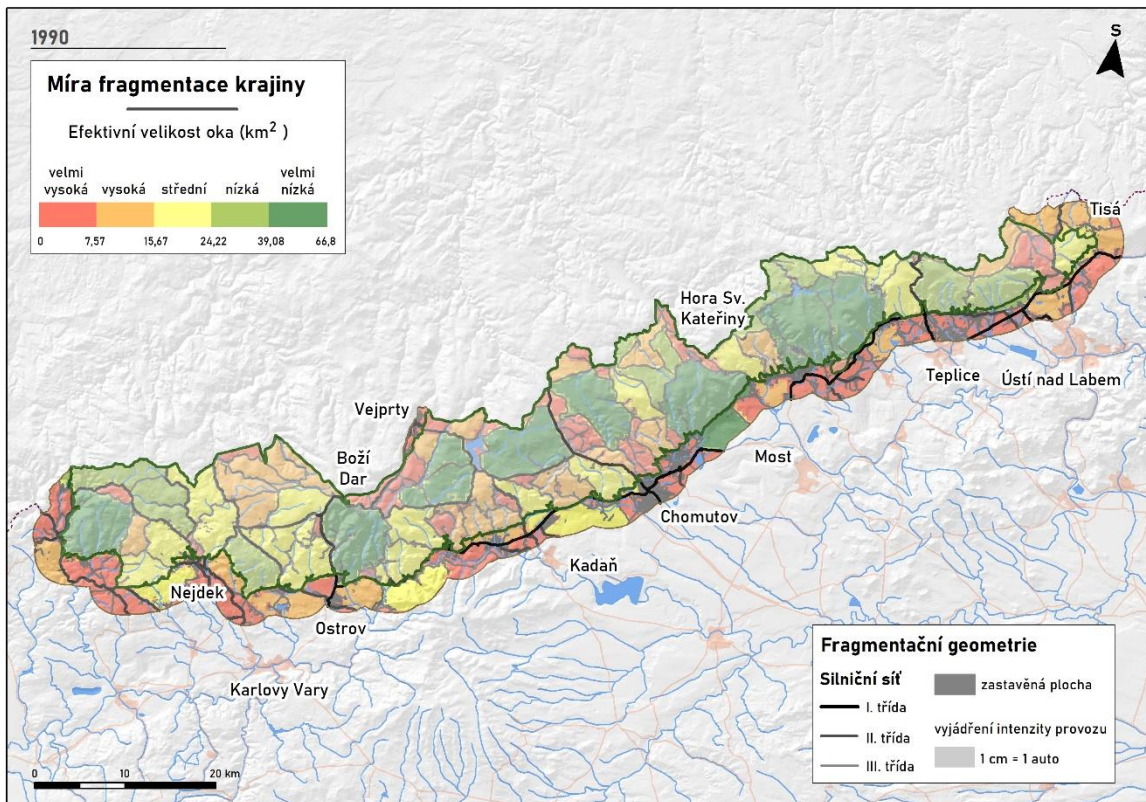 1990
Míra fragmentace krajiny
Efektivní velikost oka (km² )
velmi vysoká
vysoká
střední
nízká
velmi nízká
0
7,57
15,67
24,22
39,08
66,8
S
Tisá
Hora Sv.
Kateřiny
Teplice
Ústí nad Labem
Vejprty
Boží
Dar
Most
Chomutov
Kadaň
Nejdek
Ostrov
Karlovy Vary
0 10 20 km
Fragmentační geometrie
Silniční síť
I. třída
II. třída
III. třída
zastavěná plocha
vyjádření intenzity provozu
1 cm = 1 auto